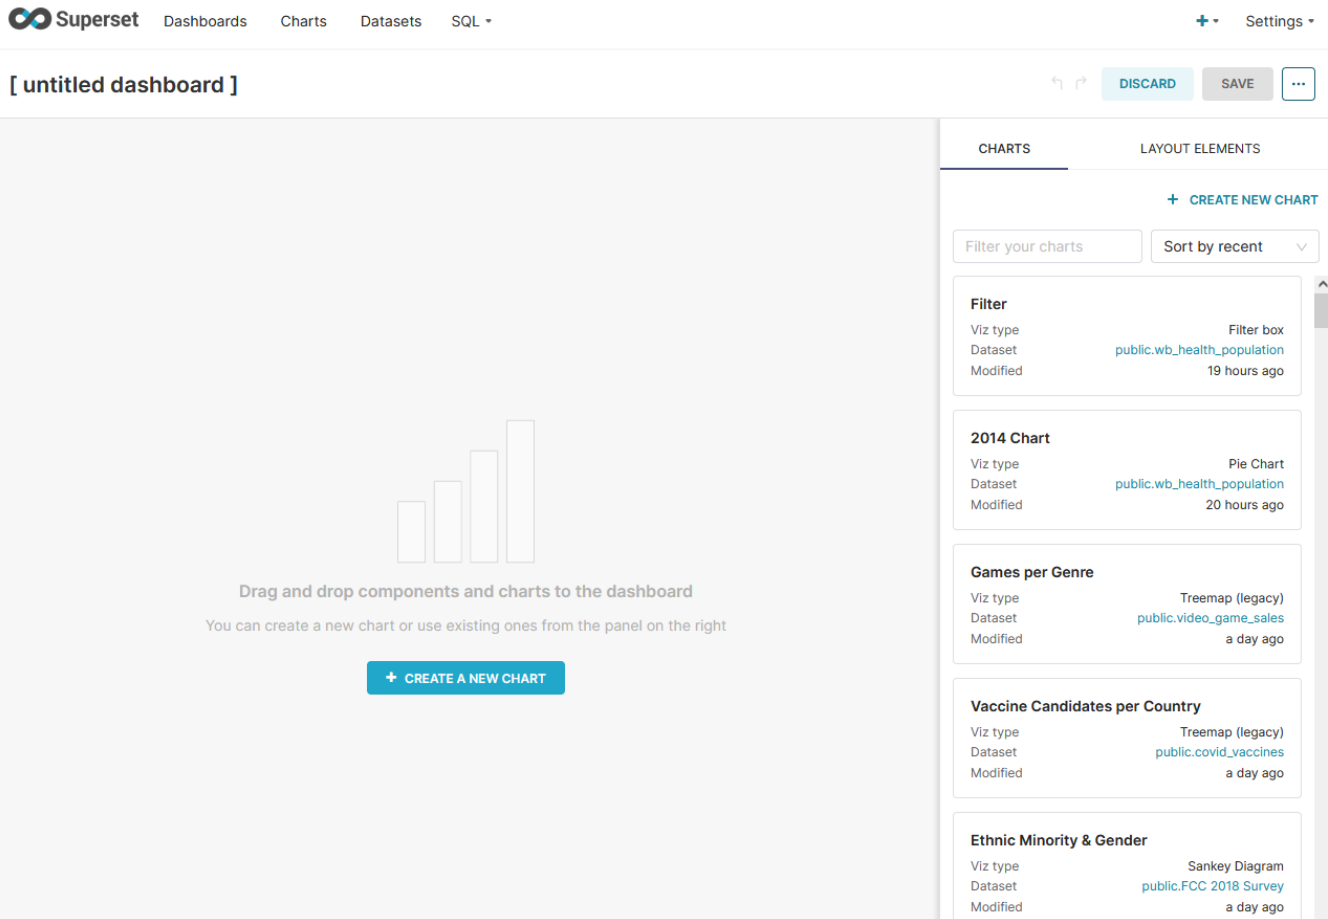 Superset Dashboards Charts Datasets SQL Settings
[ untitled dashboard ] DISCARD SAVE ...
CHARTS LAYOUT ELEMENTS
+ CREATE NEW CHART
Filter your charts Sort by recent
Filter
Viz type Filter box
Dataset public.wb_health_population
Modified 19 hours ago
2014 Chart
Viz type Pie Chart
Dataset public.wb_health_population
Modified 20 hours ago
Games per Genre
Viz type Treemap (legacy)
Dataset public.video_game_sales
Modified a day ago
Vaccine Candidates per Country
Viz type Treemap (legacy)
Dataset public.covid_vaccines
Modified a day ago
Ethnic Minority & Gender
Viz type Sankey Diagram
Dataset public.FCC 2018 Survey
Modified a day ago
Drag and drop components and charts to the dashboard
You can create a new chart or use existing ones from the panel on the right
+ CREATE A NEW CHART